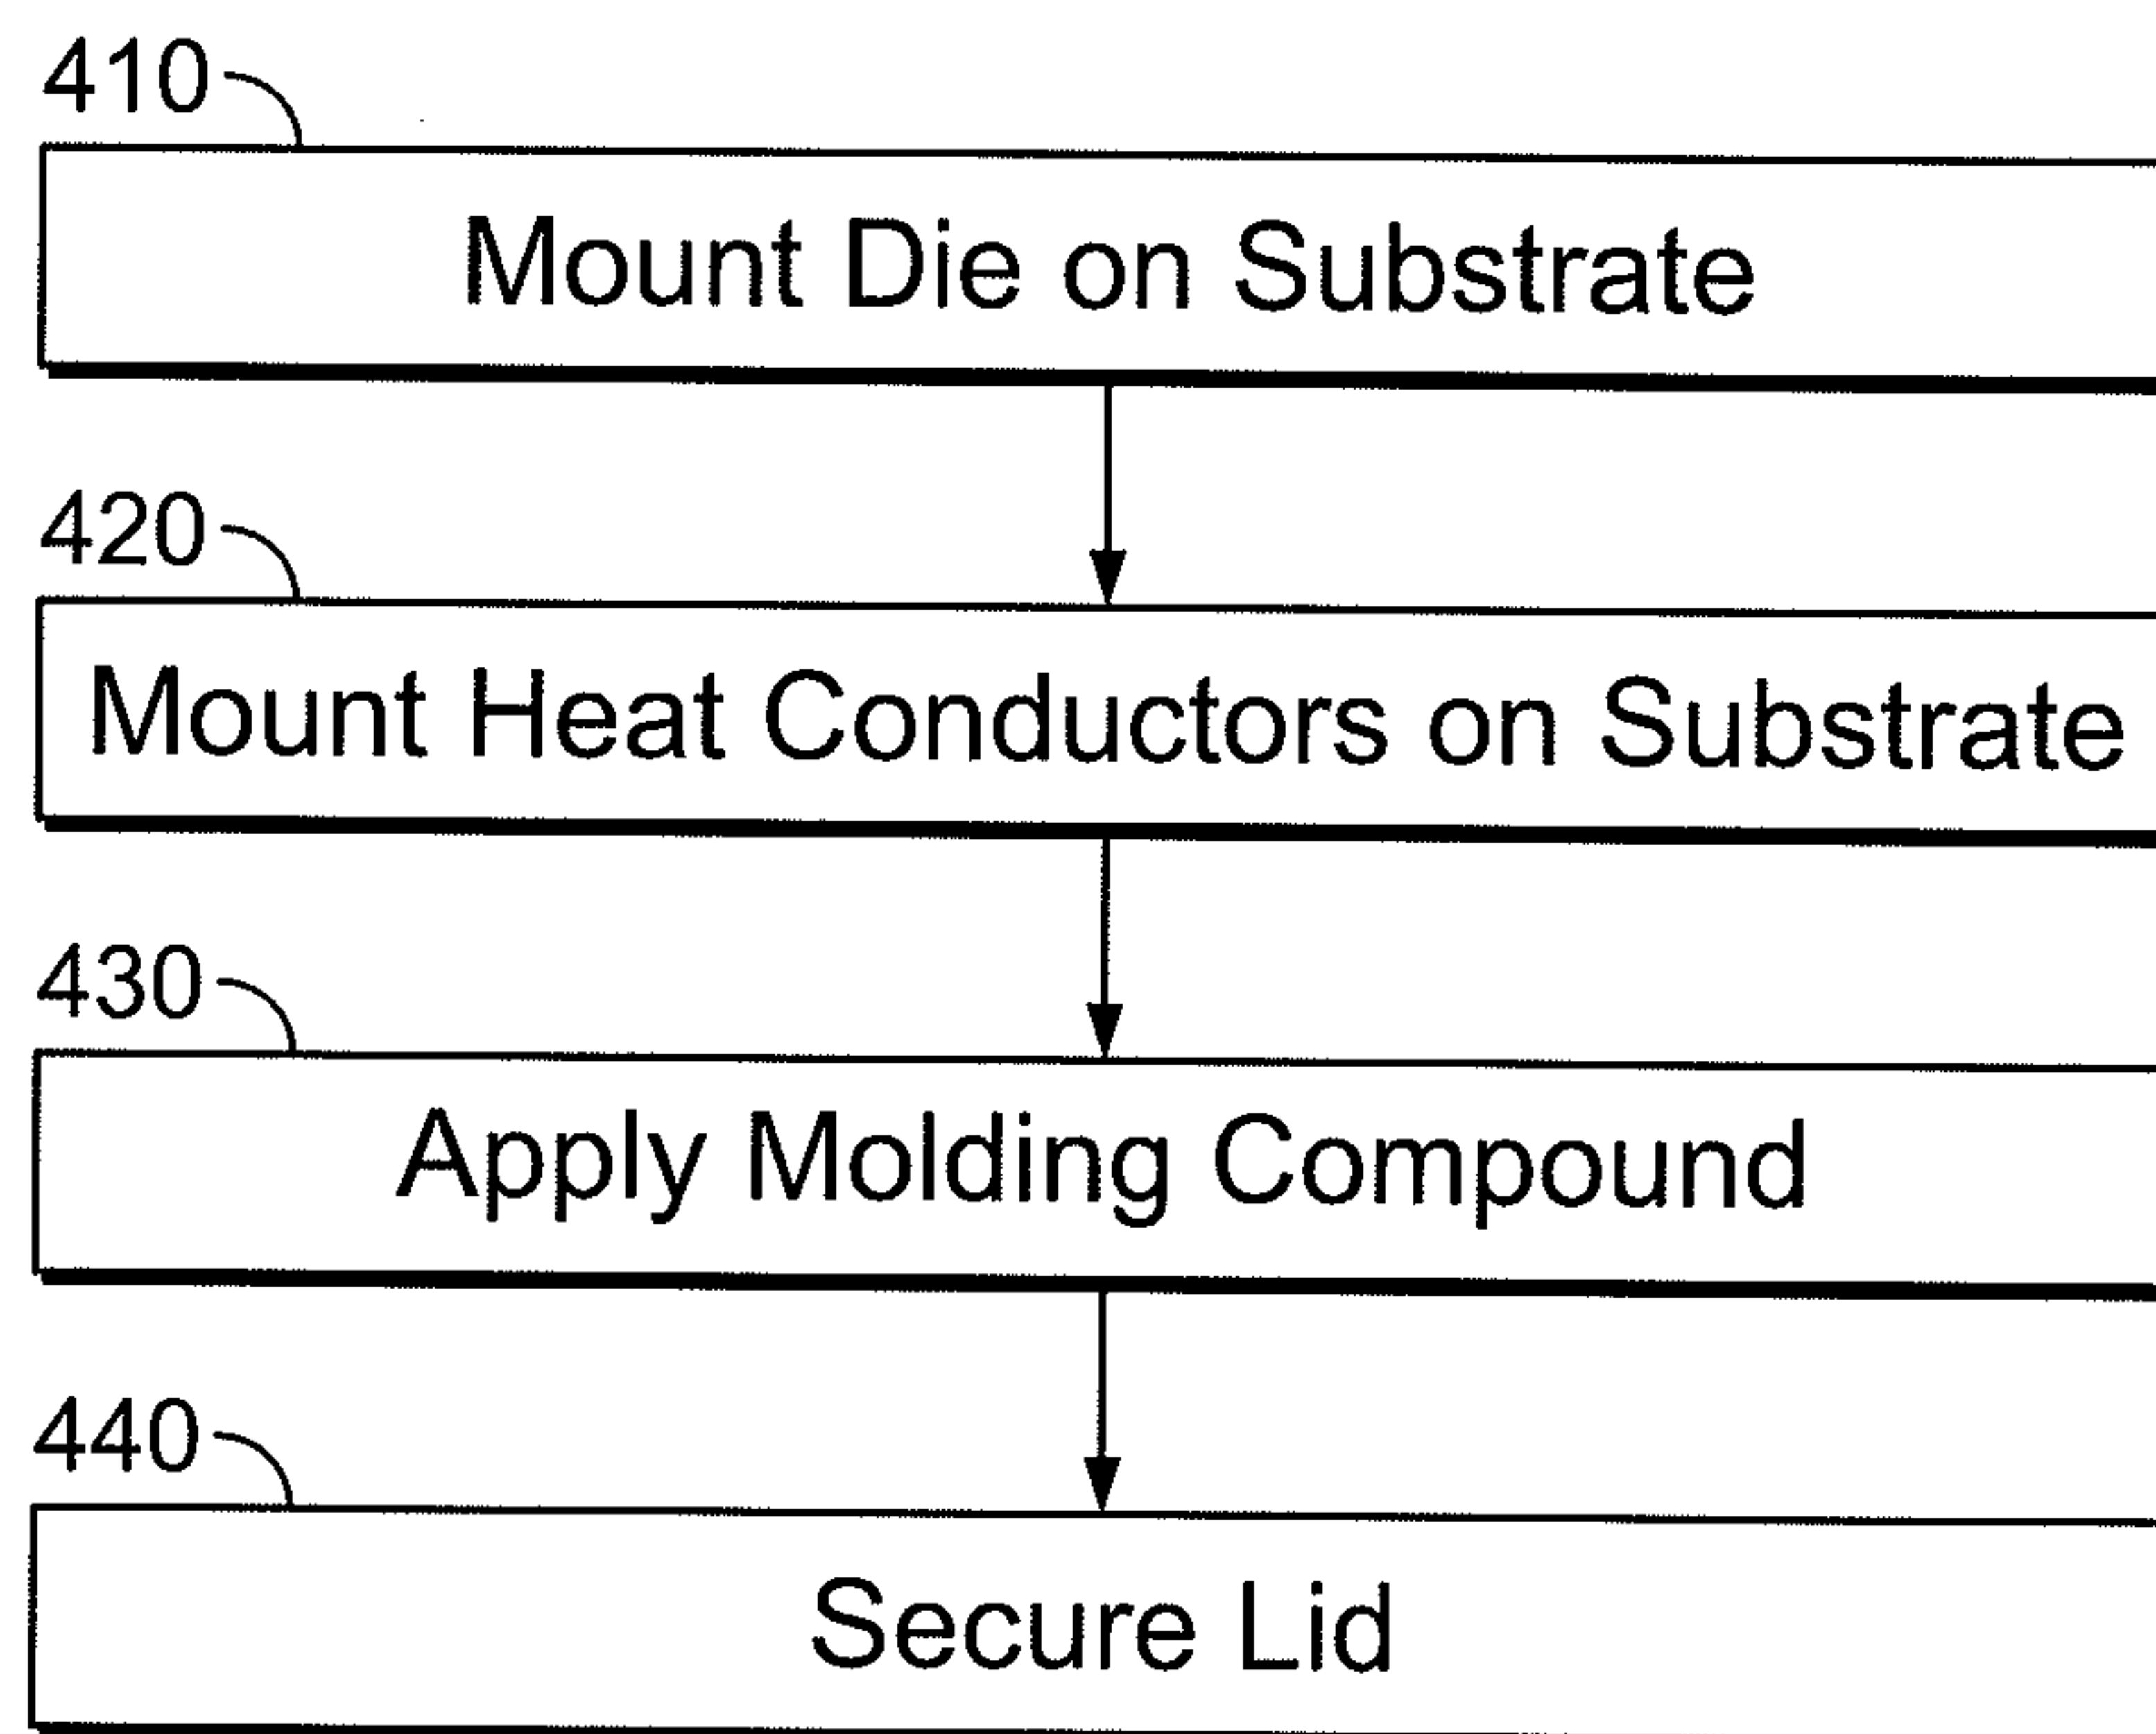 410
Mount Die on Substrate
420
Mount Heat Conductors on Substrate
430
Apply Molding Compound
440
Secure Lid